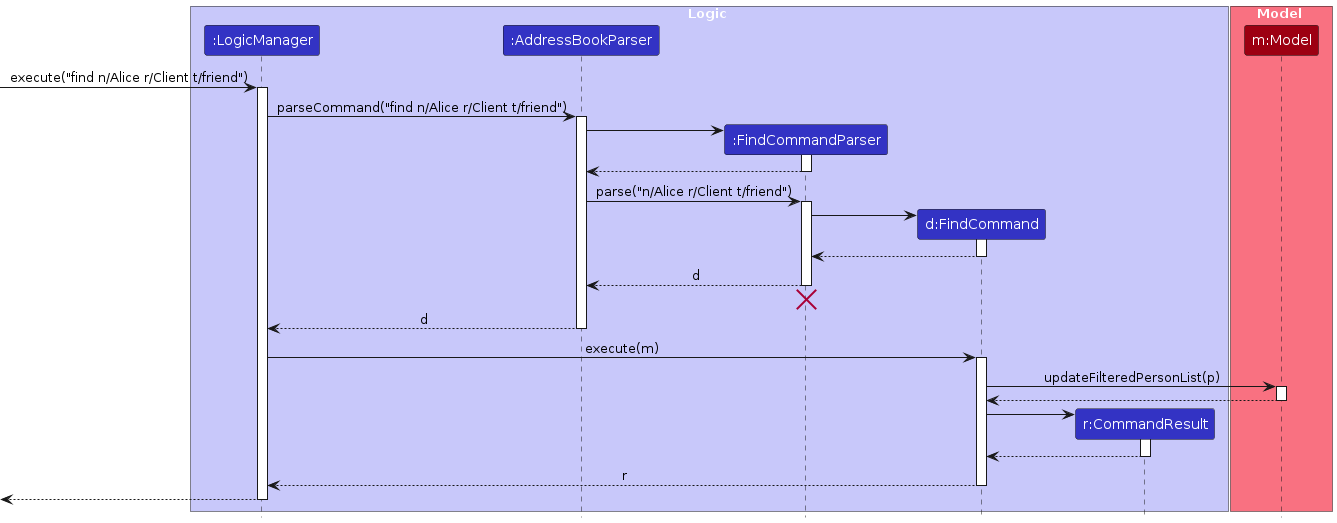 Logic
Model
:LogicManager
:AddressBookParser
m:Model
execute("find n/Alice r/Client t/friend")
parseCommand("find n/Alice r/Client t/friend")
:FindCommandParser
parse("n/Alice r/Client t/friend")
d:FindCommand
d
d
execute(m)
updateFilteredPersonList(p)
r:CommandResult
r